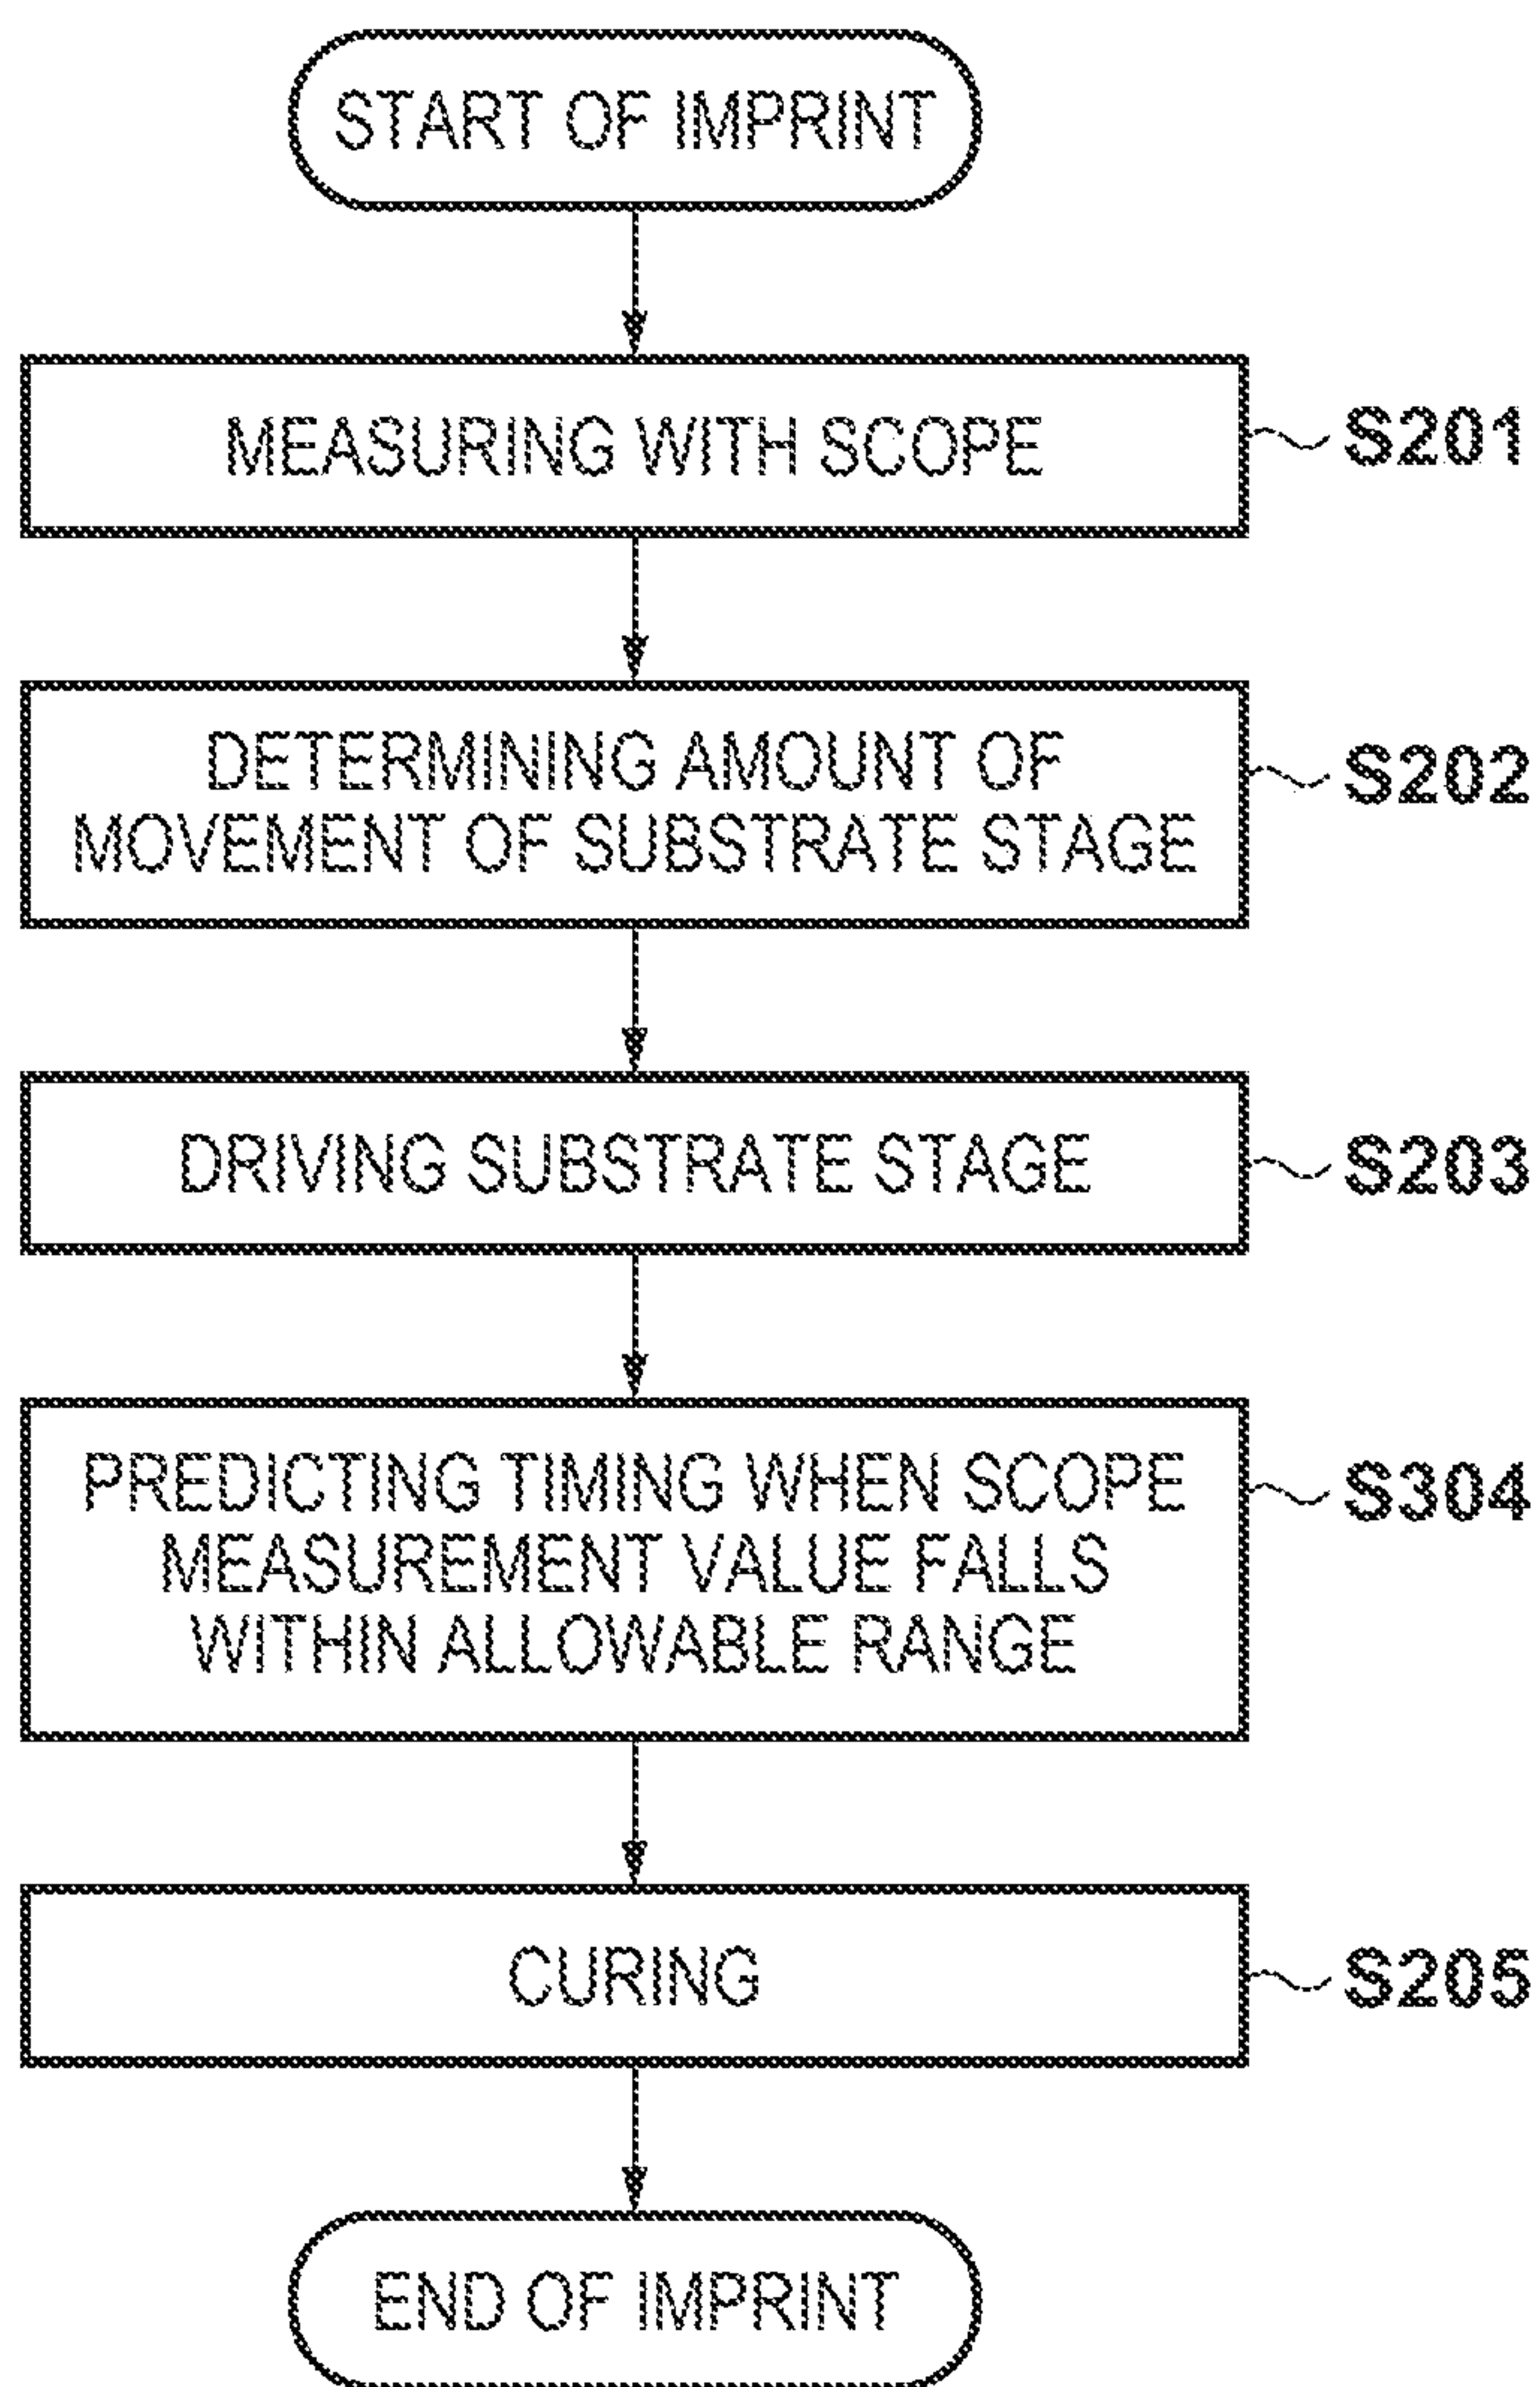 START OF IMPRINT
MEASURING WITH SCOPE
S201
DETERMINING AMOUNT OF
MOVEMENT OF SUBSTRATE STAGE
S202
DRIVING SUBSTRATE STAGE
S203
PREDICTING TIMING WHEN SCOPE
MEASUREMENT VALUE FALLS
WITHIN ALLOWABLE RANGE
S304
CURING
S205
END OF IMPRINT